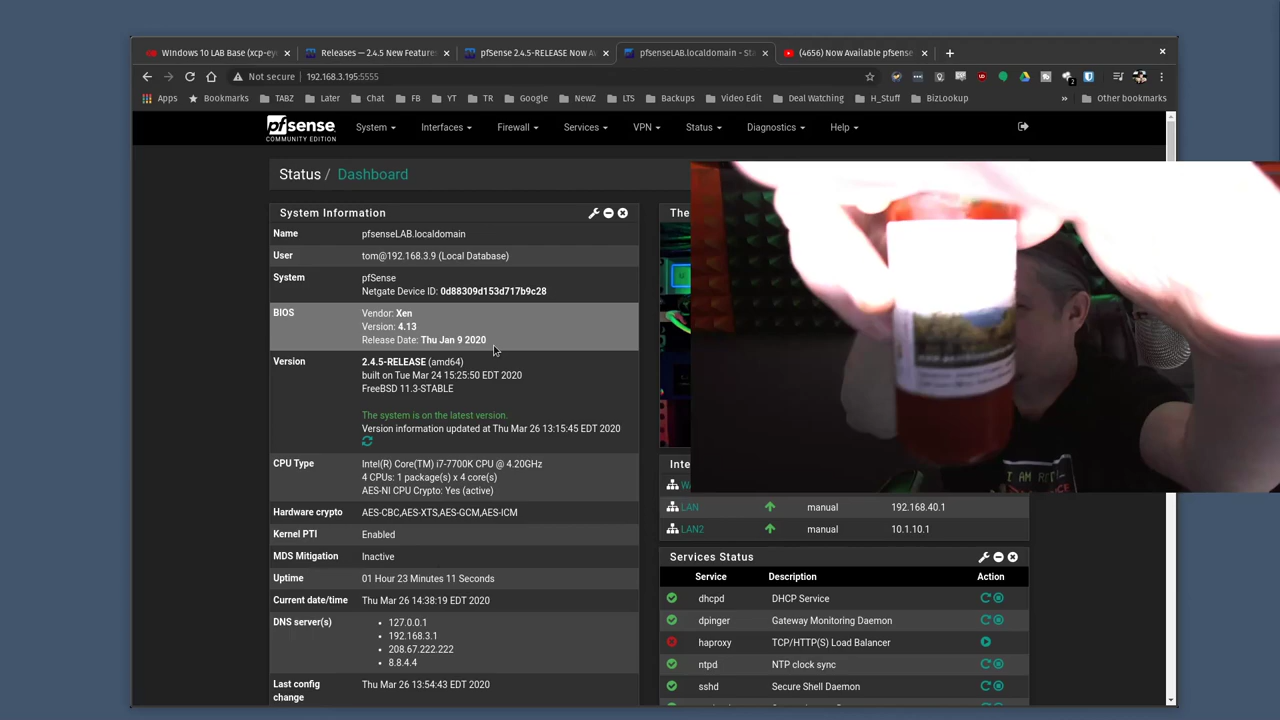 WIndows 10 LAB Base (xcp-ey
Releases — 2.4.5 New Features
pfSense 2.4.5-RELEASE Now Av
pfsenseLAB.localdomain - Sta
(4656) Now Available pfsense
Not secure
192.168.3.195:5555
Apps
Bookmarks
TABZ
Later
Chat
FB
YT
TR
Google
NewZ
LTS
Backups
Video Edit
Deal Watching
H_Stuff
BizLookup
»
Other bookmarks
pfsense
COMMUNITY EDITION
System
Interfaces
Firewall
Services
VPN
Status
Diagnostics
Help
Status / Dashboard
System Information
Name pfsenseLAB.localdomain
User tom@192.168.3.9 (Local Database)
System pfSense
Netgate Device ID: 0d88309d153d717b9c28
BIOS Vendor: Xen
Version: 4.13
Release Date: Thu Jan 9 2020
Version 2.4.5-RELEASE (amd64)
built on Tue Mar 24 15:25:50 EDT 2020
FreeBSD 11.3-STABLE
The system is on the latest version.
Version information updated at Thu Mar 26 13:15:45 EDT 2020
CPU Type Intel(R) Core(TM) i7-7700K CPU @ 4.20GHz
4 CPUs: 1 package(s) x 4 core(s)
AES-NI CPU Crypto: Yes (active)
Hardware crypto AES-CBC,AES-XTS,AES-GCM,AES-ICM
Kernel PTI Enabled
MDS Mitigation Inactive
Uptime 01 Hour 23 Minutes 11 Seconds
Current date/time Thu Mar 26 14:38:19 EDT 2020
DNS server(s)
• 127.0.0.1
• 192.168.3.1
• 208.67.222.222
• 8.8.4.4
Last config change Thu Mar 26 13:54:43 EDT 2020
The
I AM
Inte
W
LAN manual 192.168.40.1
LAN2 manual 10.1.10.1
Services Status
Service Description Action
dhcpd DHCP Service
dpinger Gateway Monitoring Daemon
haproxy TCP/HTTP(S) Load Balancer
ntpd NTP clock sync
sshd Secure Shell Daemon